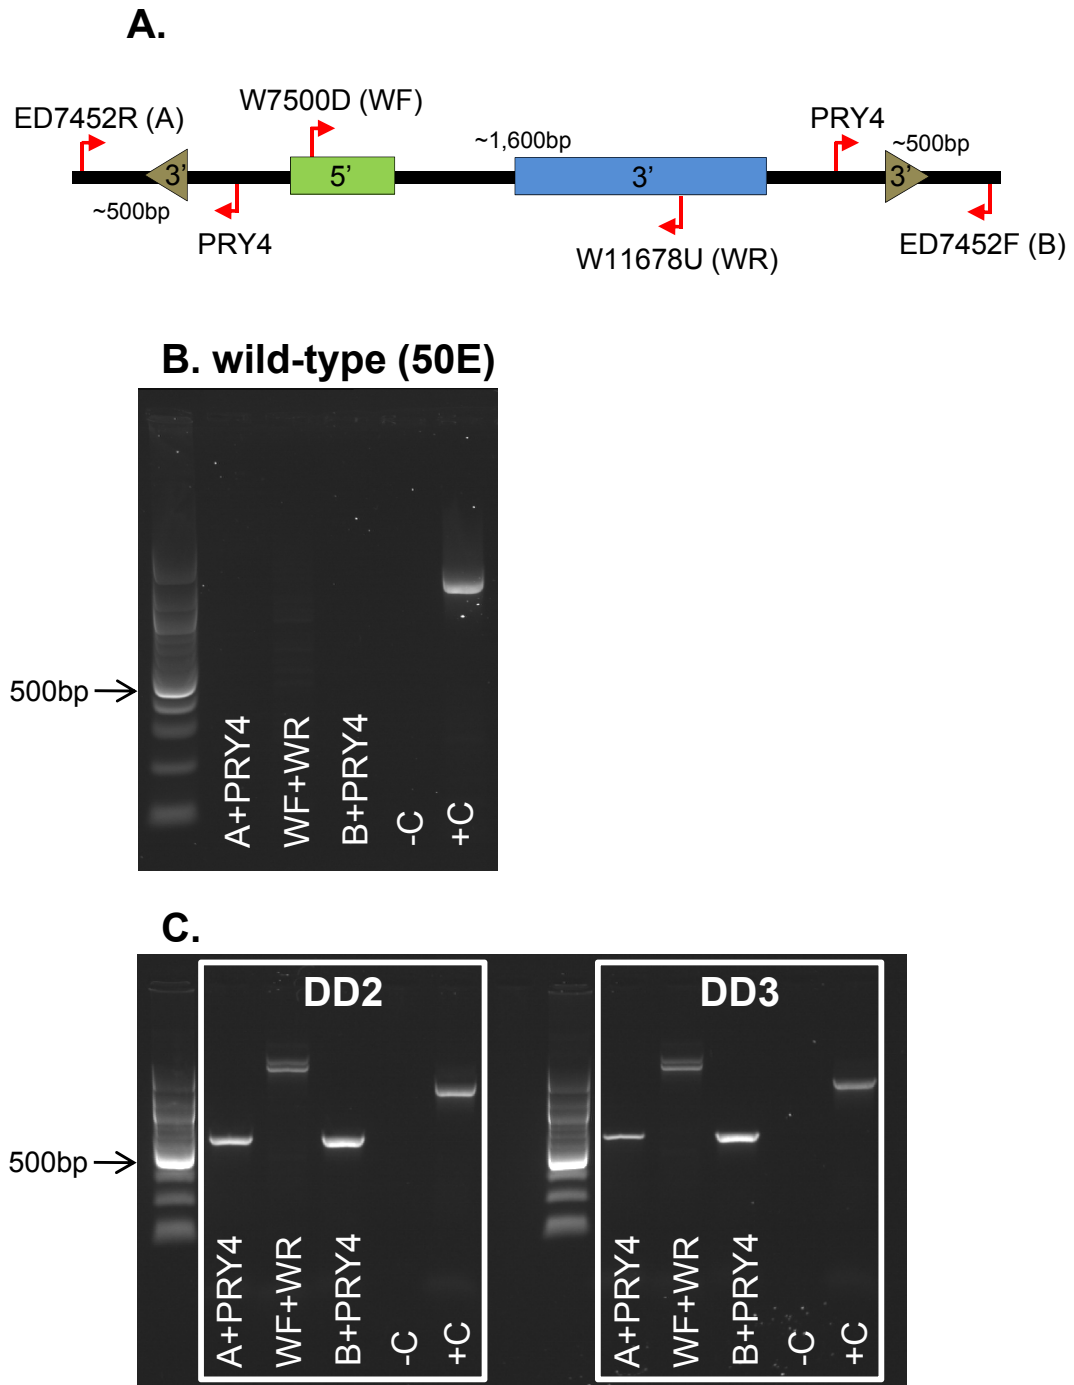 A.
W7500D (WF)
ED7452R (A)
PRY4
~1,600bp
~500bp
3’
5’
3’
3’
~500bp
PRY4
W11678U (WR)
ED7452F (B)
B. wild-type (50E)
500bp
A+PRY4
WF+WR
B+PRY4
-C
+C
C.
DD2
DD3
500bp
A+PRY4
WF+WR
B+PRY4
-C
+C
A+PRY4
WF+WR
B+PRY4
-C
+C